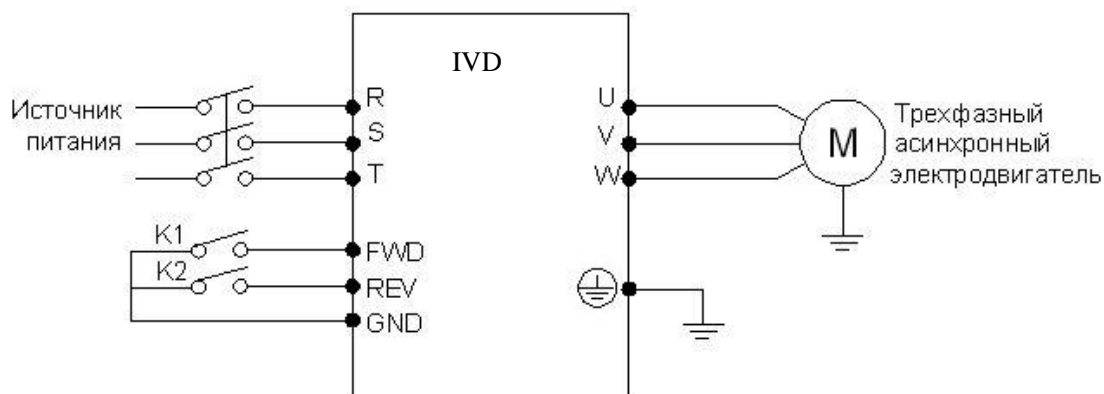 IVD
Источник
питания
R
S
T
U
V
W
M
Трехфазный
асинхронный
электродвигатель
K1
K2
FWD
REV
GND